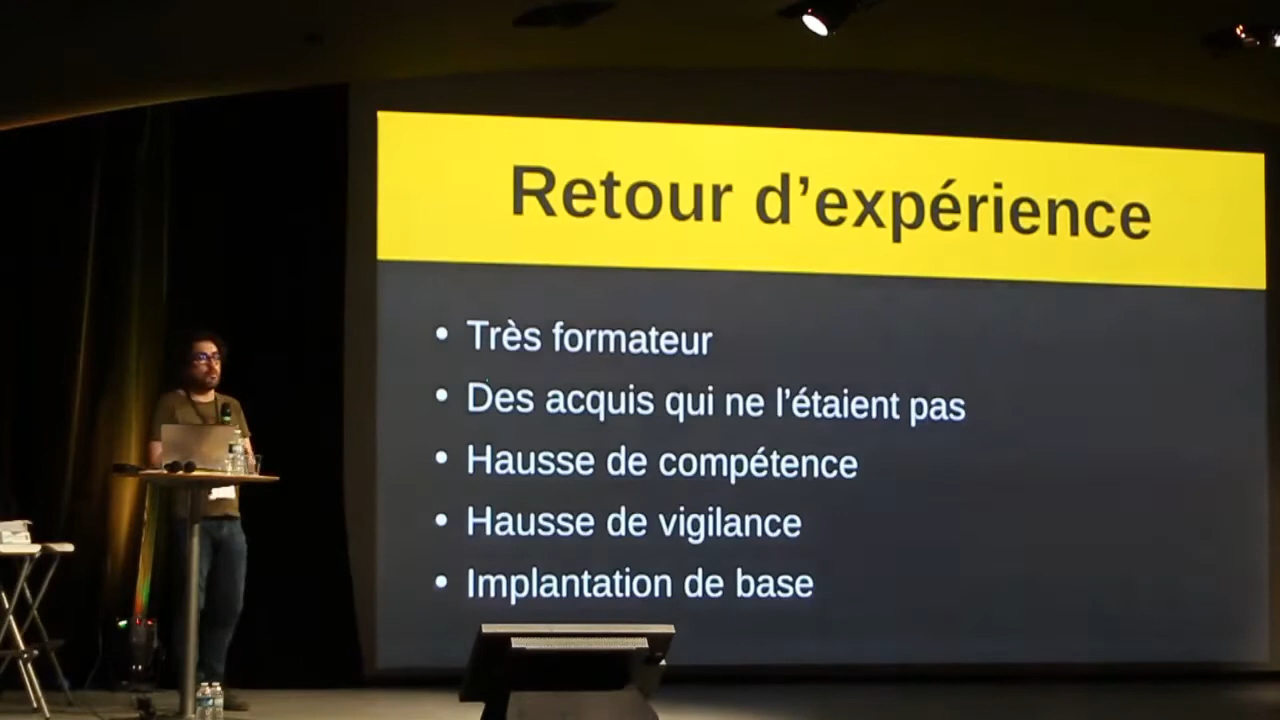 Retour d’expérience
• Très formateur
• Des acquis qui ne l’étaient pas
• Hausse de compétence
• Hausse de vigilance
• Implantation de base